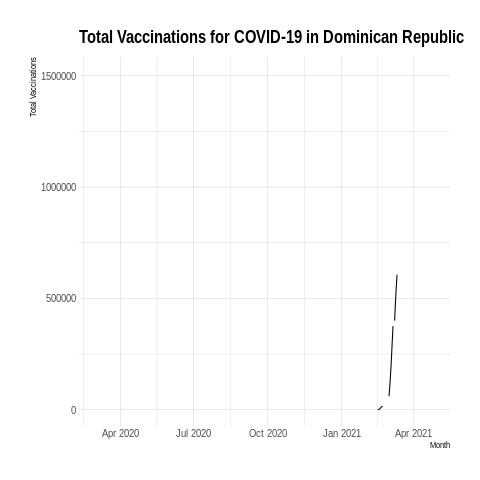 Total Vaccinations for COVID-19 in Dominican Republic
Total Vaccinations
1500000
1000000
500000
0
Apr 2020
Jul 2020
Oct 2020
Jan 2021
Apr 2021
Month